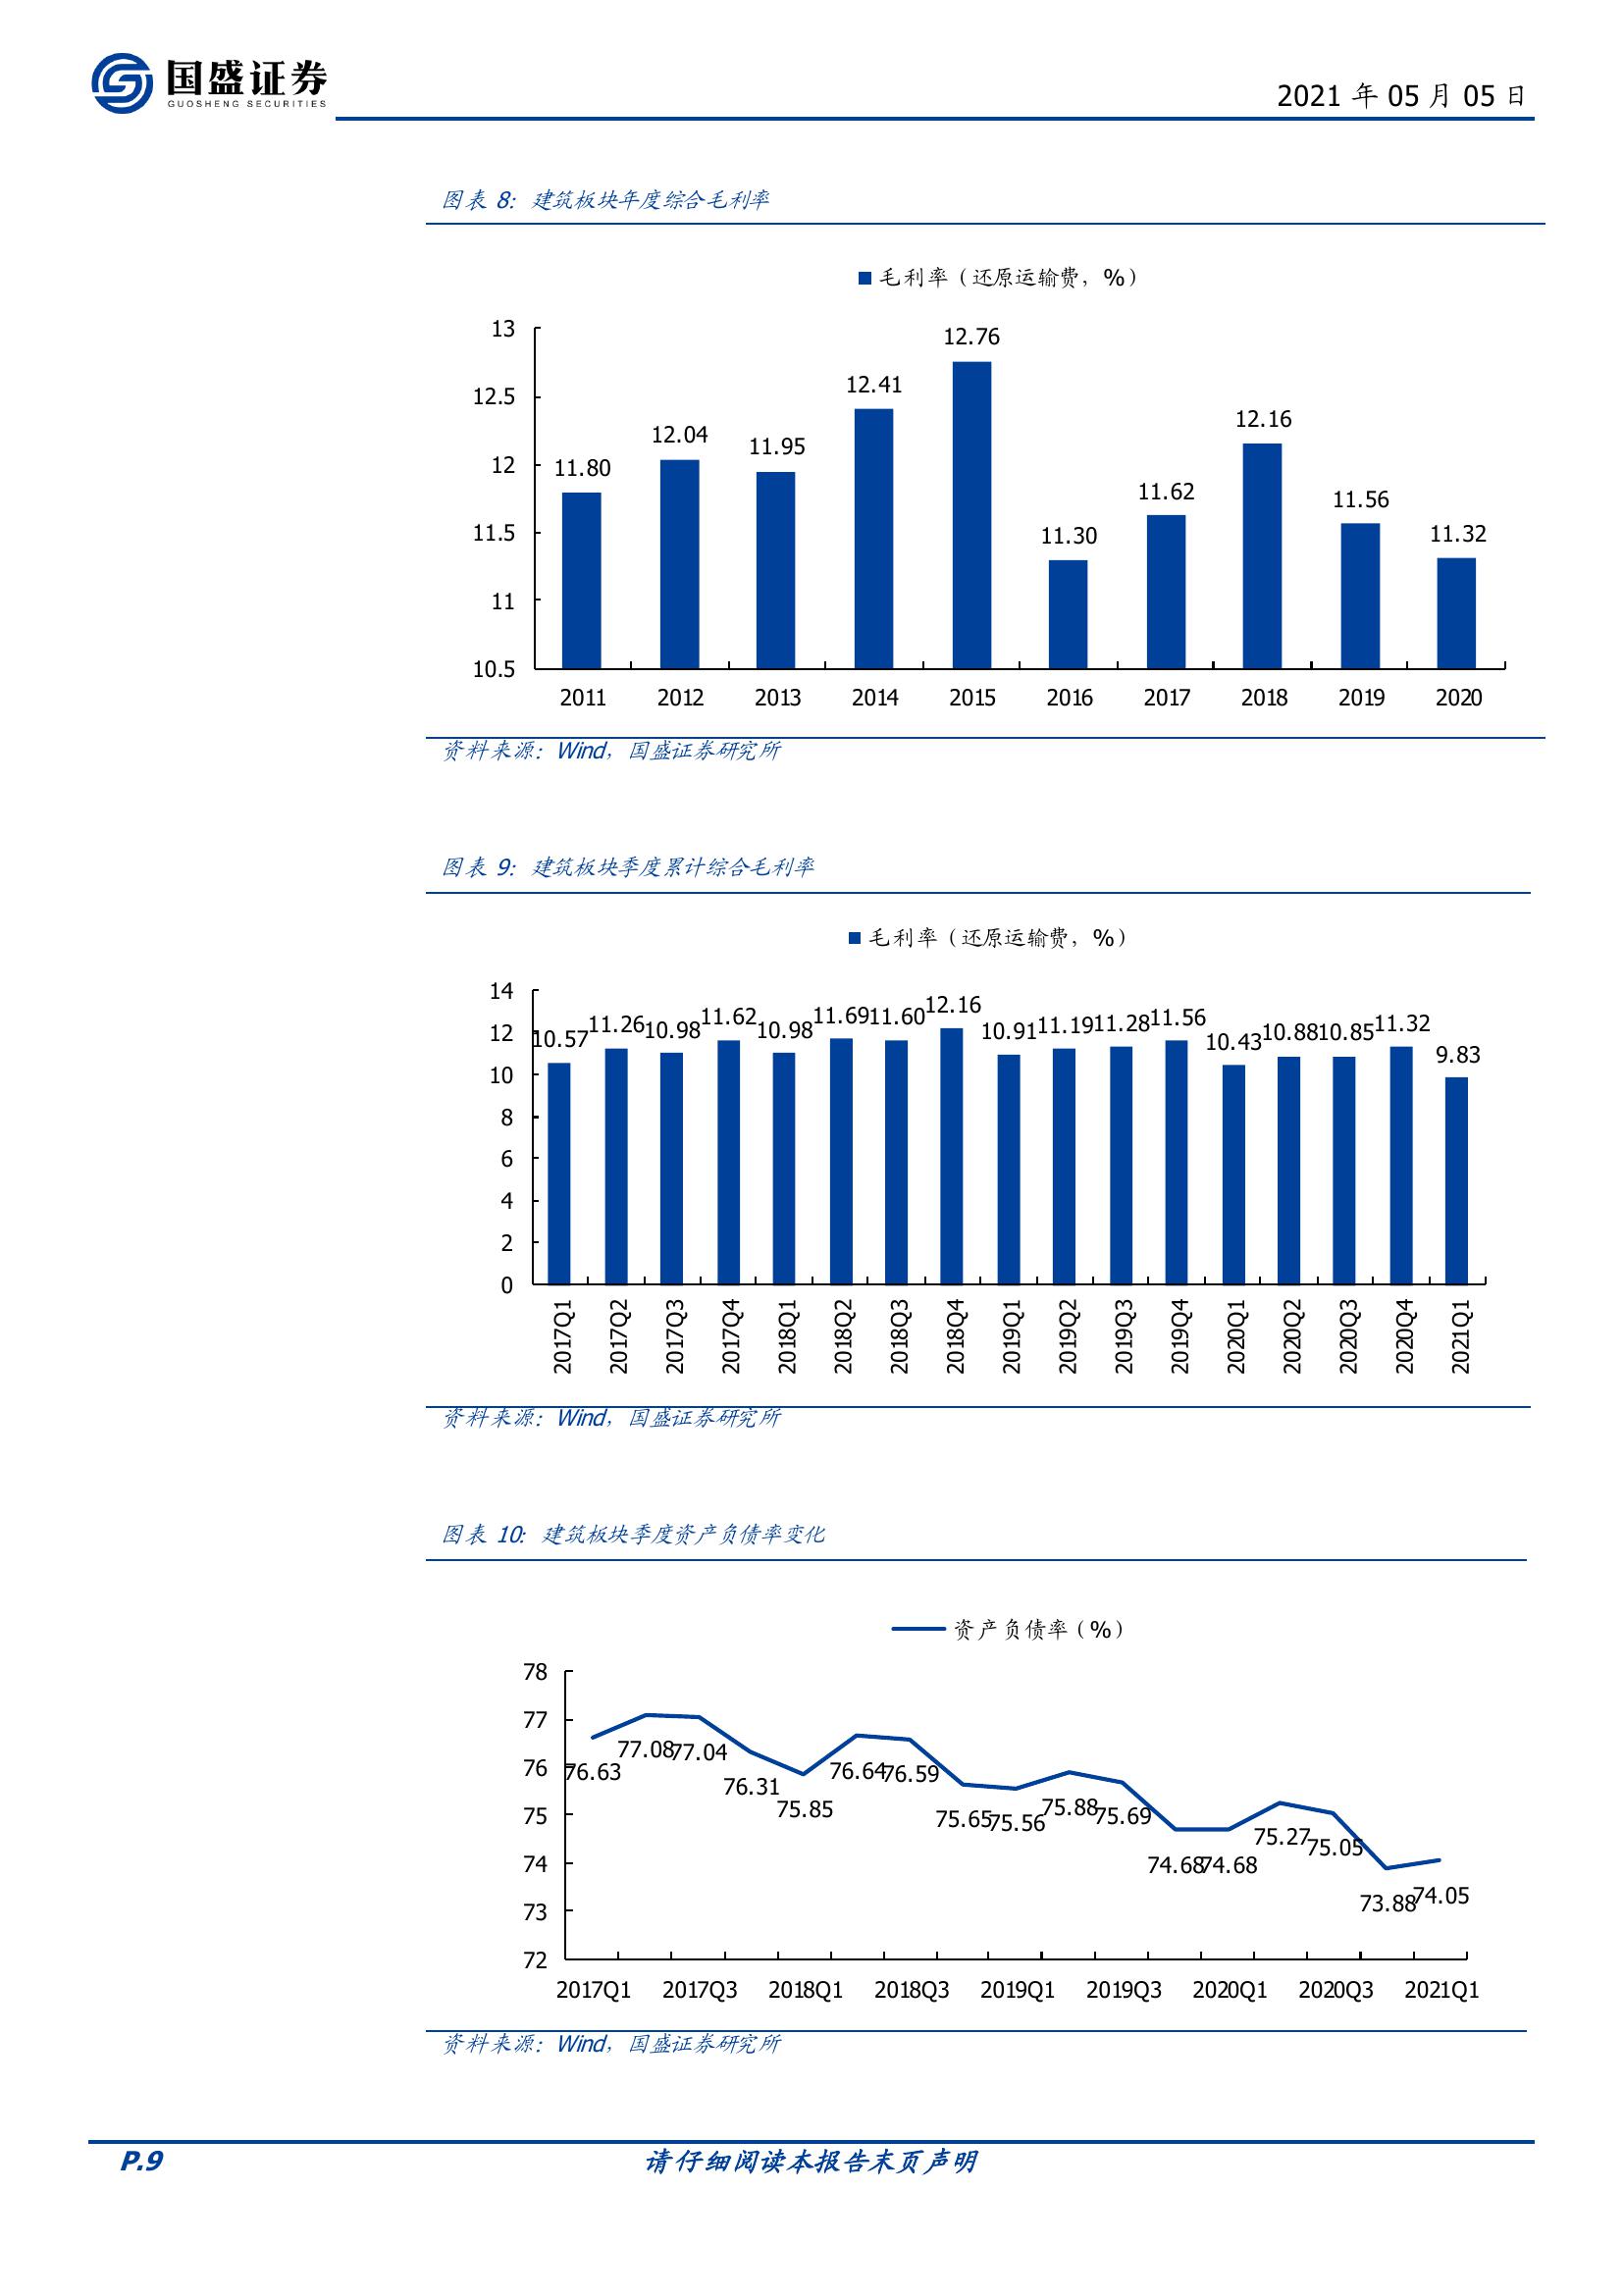 国盛证券
GUOSHENG SECURITIES
2021 年 05 月 05 日
图表 8: 建筑板块年度综合毛利率
毛利率（还原运输费，%）
13
12.5
12
11.5
11
10.5
11.80
12.04
11.95
12.41
12.76
11.30
11.62
12.16
11.56
11.32
2011 2012 2013 2014 2015 2016 2017 2018 2019 2020
资料来源：Wind，国盛证券研究所
图表 9: 建筑板块季度累计综合毛利率
毛利率（还原运输费，%）
14
12
10
8
6
4
2
0
10.57
11.26
10.98
11.62
10.98
11.69
11.60
12.16
10.91
11.19
11.28
11.56
10.43
10.88
10.85
11.32
9.83
2017Q1
2017Q2
2017Q3
2017Q4
2018Q1
2018Q2
2018Q3
2018Q4
2019Q1
2019Q2
2019Q3
2019Q4
2020Q1
2020Q2
2020Q3
2020Q4
2021Q1
资料来源：Wind，国盛证券研究所
图表 10: 建筑板块季度资产负债率变化
资产负债率（%）
78
77
76
75
74
73
72
76.63
77.08
77.04
76.31
75.85
76.64
76.59
75.65
75.56
75.88
75.69
74.68
74.68
75.27
75.05
73.88
74.05
2017Q1 2017Q3 2018Q1 2018Q3 2019Q1 2019Q3 2020Q1 2020Q3 2021Q1
资料来源：Wind，国盛证券研究所
P.9
请仔细阅读本报告末页声明